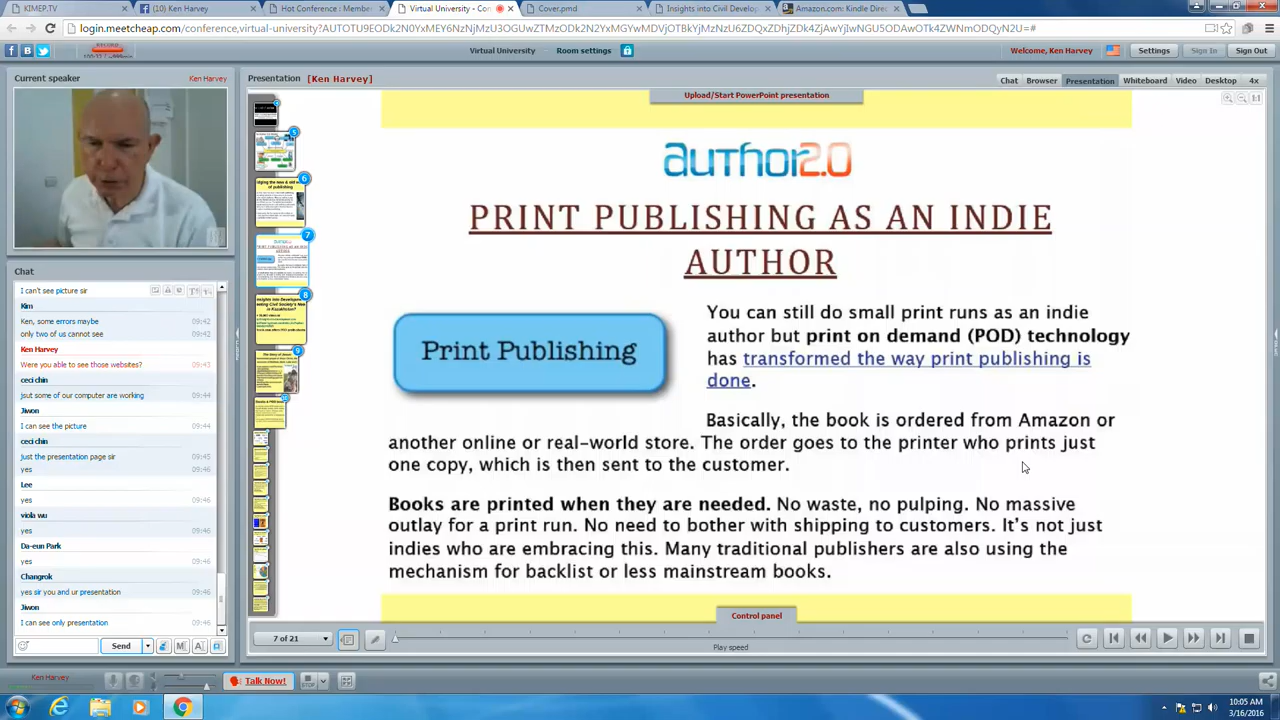 KIMEP.TV
Ken Harvey
Hot Conference : Member
Virtual University - Con
Cover.pmd
Insights into Civil Develop
Amazon.com: Kindle Direc
Virtual University
Room settings
Welcome, Ken Harvey
Settings
Sign In
Sign Out
Current speaker
Ken Harvey
Presentation
[Ken Harvey]
Chat
Browser
Presentation
Whiteboard
Video
Desktop
4x
Upload/Start PowerPoint presentation
AUTHOR2.0
PRINT PUBLISHING AS AN INDIE
AUTHOR
Print Publishing
You can still do small print runs as an indie
author but print on demand (POD) technology
has transformed the way print publishing is
done.
Basically, the book is ordered from Amazon or
another online or real-world store. The order goes to the printer who prints just
one copy, which is then sent to the customer.
Books are printed when they are needed. No waste, no pulping. No massive
outlay for a print run. No need to bother with shipping to customers. It's not just
indies who are embracing this. Many traditional publishers are also using the
mechanism for backlist or less mainstream books.
5
6
7
8
9
Chat
I can't see picture sir
Kim
Ken, some errors maybe 09:42
only two of us cannot see 09:42
Ken Harvey
Were you able to see those websites? 09:43
ceci chin
jsut some of our computer are working 09:44
Jiwon
I can see the picture 09:44
ceci chin
just the presentation page sir 09:45
yes 09:46
Lee
yes 09:46
viola wu
yes 09:46
Da-eun Park
yes 09:46
Changrok
yes sir you and ur presentation 09:46
Jiwon
I can see only presentation 09:46
Send
Control panel
7 of 21
Play speed
Ken Harvey
Talk Now!
10:05 AM
3/16/2016